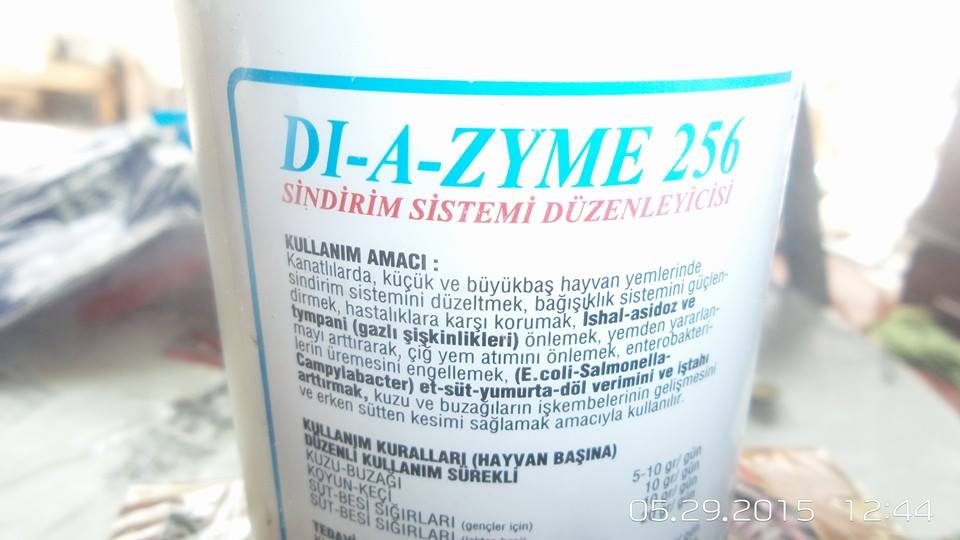 DI-A-ZYME 256
SİNDİRİM SİSTEMİ DÜZENLEYİCİSİ
KULLANIM AMACI :
Kanatlılarda, küçük ve büyükbaş hayvan yemlerinde
sindirim sistemini düzeltmek, bağışıklık sistemini güçlen-
dirmek, hastalıklara karşı korumak, İshal-asidoz ve
tympani (gazlı şişkinlikleri) önlemek, yemden yararlan-
mayı arttırarak, çiğ yem atımını önlemek, enterobakteri-
lerin üremesini engellemek, (E.coli-Salmonella-
Campylabacter) et-süt-yumurta-döl verimini ve iştahı
arttırmak, kuzu ve buzağıların işkembelerinin gelişmesini
ve erken sütten kesimi sağlamak amacıyla kullanılır.
KULLANIM KURALLARI (HAYVAN BAŞINA)
DÜZENLİ KULLANIM SÜREKLİ
KUZU-BUZAĞI 5-10 gr/ gün
KOYUN-KEÇİ 10 gr/ gün
SÜT-BESİ SIĞIRLARI (gençler için)
SÜT-BESİ SIĞIRLARI
05.29.2015 12:44